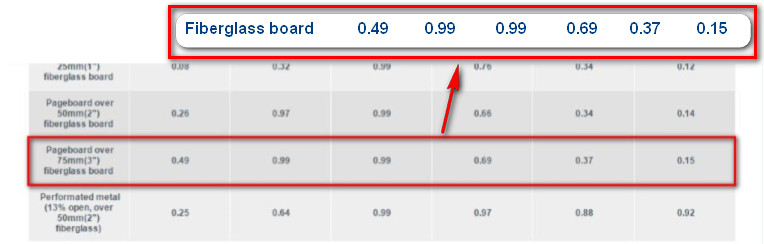 Fiberglass board 0.49 0.99 0.99 0.69 0.37 0.15
25mm(1")
fiberglass board
0.08 0.32 0.99 0.76 0.34 0.12
Pageboard over
50mm(2")
fiberglass board
0.26 0.97 0.99 0.66 0.34 0.14
Pageboard over
75mm(3")
fiberglass board
0.49 0.99 0.99 0.69 0.37 0.15
Performated metal
(13% open, over
50mm(2")
fiberglass)
0.25 0.64 0.99 0.97 0.88 0.92